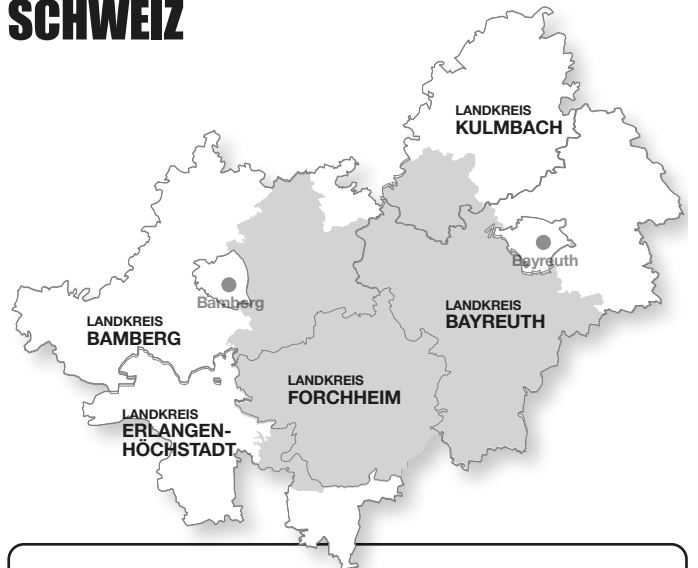 SCHWEIZ
LANDKREIS
KULMBACH
Bayreuth
Bamberg
LANDKREIS
BAYREUTH
LANDKREIS
BAMBERG
LANDKREIS
FORCHHEIM
LANDKREIS
ERLANGEN-
HÖCHSTADT